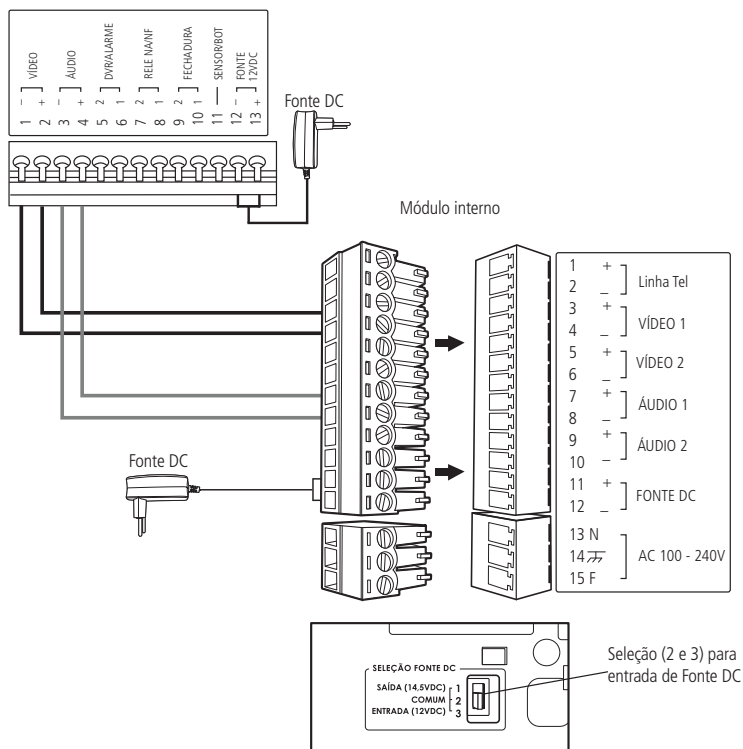 VÍDEO
ÁUDIO
DVR/ALARME
RELE NA/NF
FECHADURA
SENSOR/BOT
FONTE
12VDC
− + − + 2 1 2 1 2 1 − +
1 2 3 4 5 6 7 8 9 10 11 12 13
Fonte DC
Módulo interno
1 + Linha Tel
2 −
3 + VÍDEO 1
4 −
5 + VÍDEO 2
6 −
7 + ÁUDIO 1
8 −
9 + ÁUDIO 2
10 −
11 + FONTE DC
12 −
13 N
14 AC 100 - 240V
15 F
Fonte DC
SELEÇÃO FONTE DC
SAÍDA (14,5VDC) 1
COMUM 2
ENTRADA (12VDC) 3
Seleção (2 e 3) para
entrada de Fonte DC